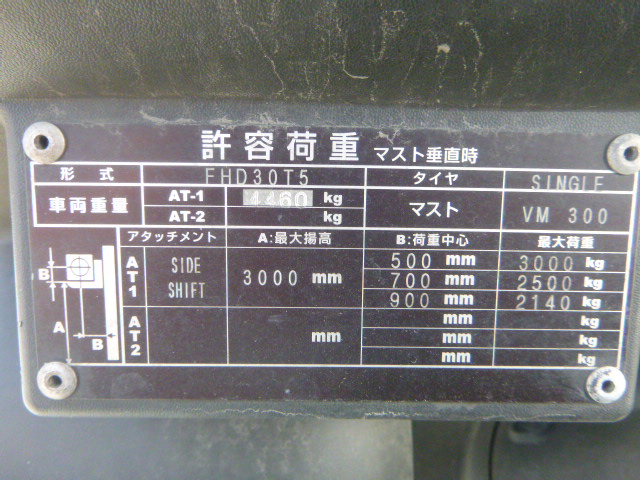 許容荷重 マスト垂直時
形式 FHD30T5 タイヤ SINGLE
車両重量 AT-1 4460 kg マスト VM 300
AT-2 kg
アタッチメント A:最大揚高 B:荷重中心 最大荷重
AT1 SIDE SHIFT 3000 mm 500 mm 3000 kg
700 mm 2500 kg
900 mm 2140 kg
AT2 mm mm kg
mm kg
mm kg
B
A
B